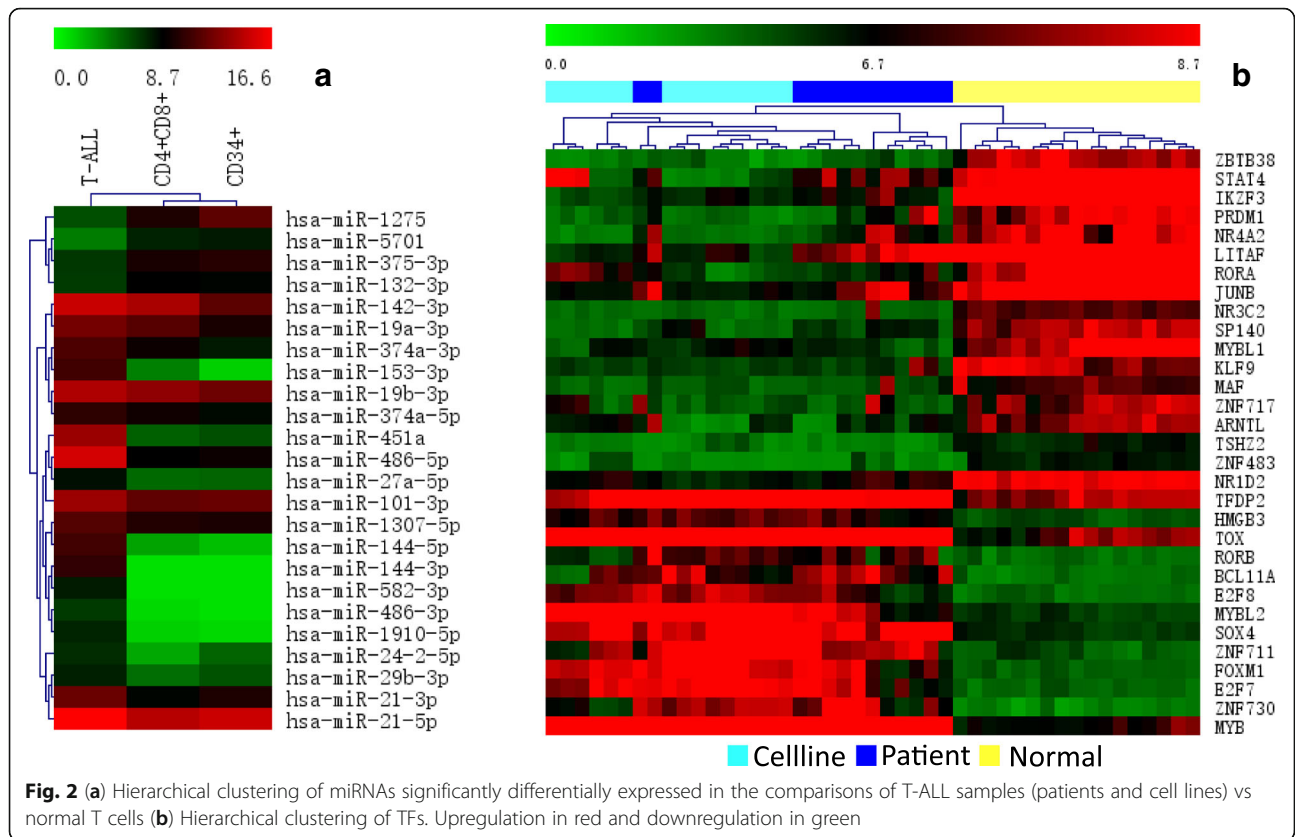 0.0 8.7 16.6
a
T-ALL
CD4+CD8+
CD34+
hsa-miR-1275
hsa-miR-5701
hsa-miR-375-3p
hsa-miR-132-3p
hsa-miR-142-3p
hsa-miR-19a-3p
hsa-miR-374a-3p
hsa-miR-153-3p
hsa-miR-19b-3p
hsa-miR-374a-5p
hsa-miR-451a
hsa-miR-486-5p
hsa-miR-27a-5p
hsa-miR-101-3p
hsa-miR-1307-5p
hsa-miR-144-5p
hsa-miR-144-3p
hsa-miR-582-3p
hsa-miR-486-3p
hsa-miR-1910-5p
hsa-miR-24-2-5p
hsa-miR-29b-3p
hsa-miR-21-3p
hsa-miR-21-5p
0.0 6.7 8.7
b
ZBTB38
STAT4
IKZF3
PRDM1
NR4A2
LITAF
RORA
JUNB
NR3C2
SP140
MYBL1
KLF9
MAF
ZNF717
ARNTL
TSHZ2
ZNF483
NR1D2
TFDP2
HMGB3
TOX
RORB
BCL11A
E2F8
MYBL2
SOX4
ZNF711
FOXM1
E2F7
ZNF730
MYB
Cellline Patient Normal
Fig. 2 (a) Hierarchical clustering of miRNAs significantly differentially expressed in the comparisons of T-ALL samples (patients and cell lines) vs
normal T cells (b) Hierarchical clustering of TFs. Upregulation in red and downregulation in green